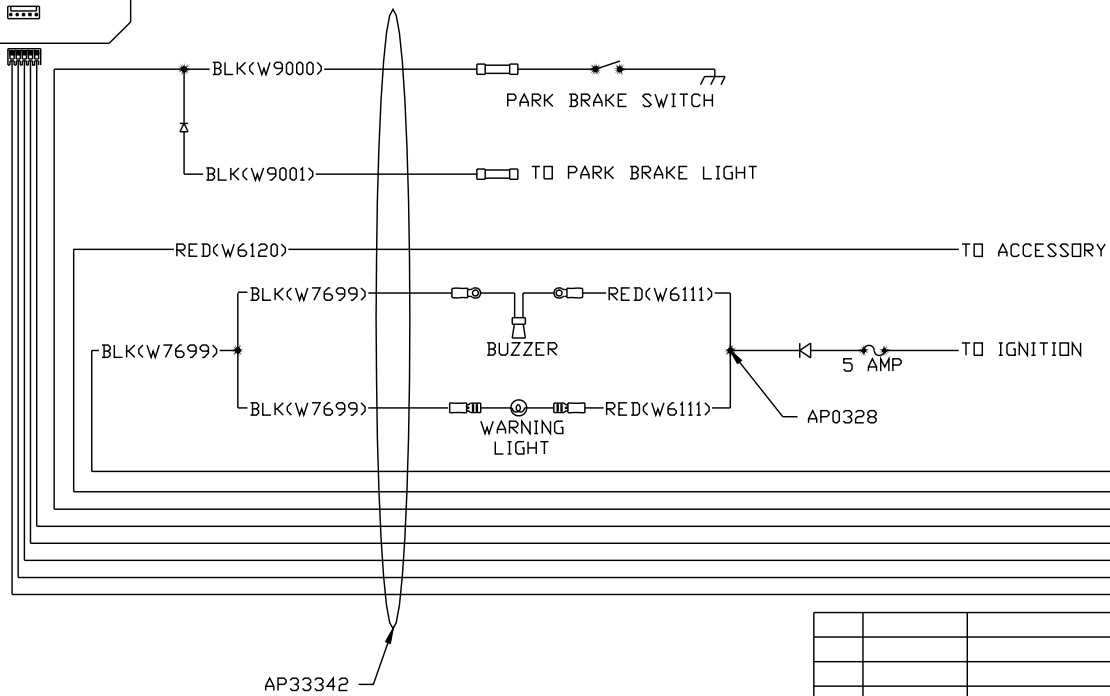 BLK(W9000)
PARK BRAKE SWITCH
BLK(W9001)
TO PARK BRAKE LIGHT
RED(W6120)
TO ACCESSORY
BLK(W7699)
RED(W6111)
BUZZER
BLK(W7699)
TO IGNITION
5 AMP
BLK(W7699)
RED(W6111)
AP0328
WARNING
LIGHT
AP33342